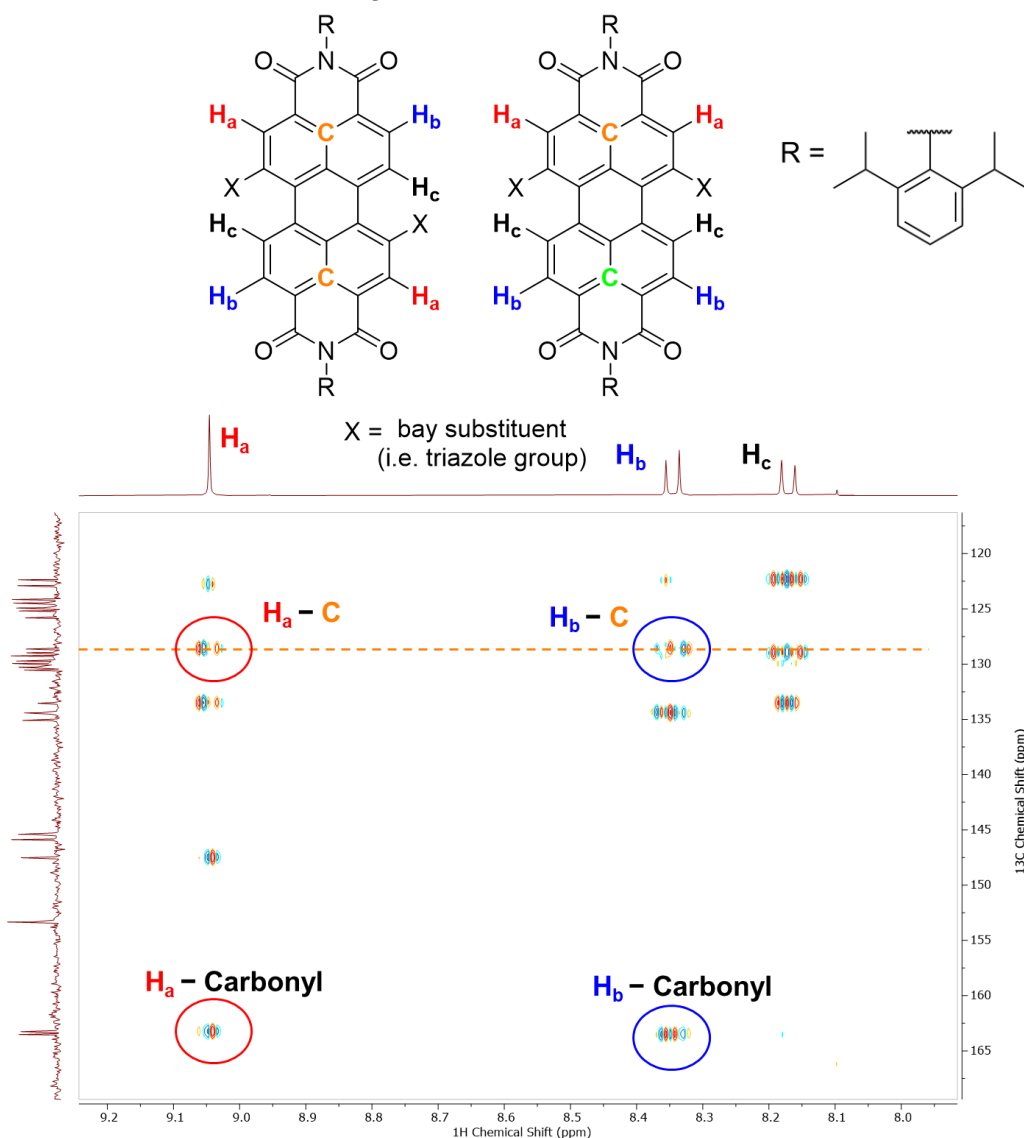 R R
N N
O O O O
Ha Hb Ha Ha
C C
R =
X Hc X X
Hc X Hc Hc
C C
Hb Ha Hb Hb
O N O O N O
R R
X = bay substituent
(i.e. triazole group)
Ha Hb Hc
Ha – C Hb – C
Ha – Carbonyl Hb – Carbonyl
120
125
130
135
140
145
150
155
160
165
13C Chemical Shift (ppm)
9.2 9.1 9.0 8.9 8.8 8.7 8.6 8.5 8.4 8.3 8.2 8.1 8.0
1H Chemical Shift (ppm)